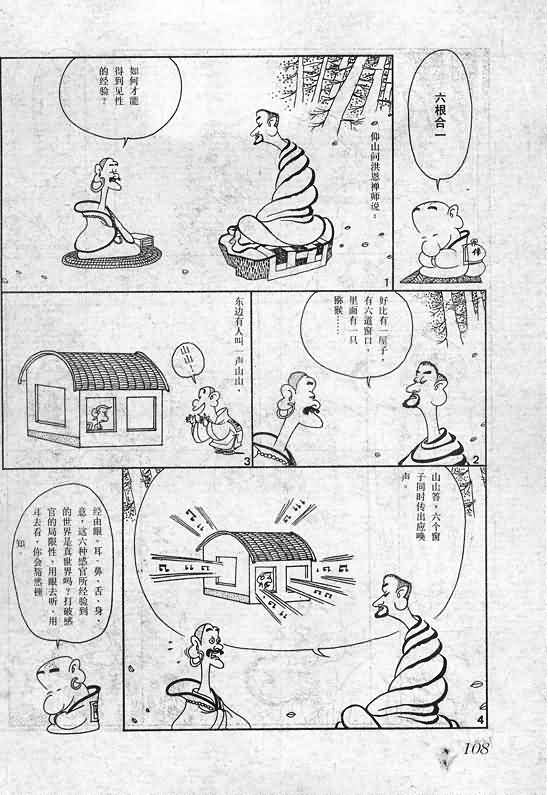 六根合一
仰山问洪恩禅师说：
如何才能
得到见性
的经验？
1
好比有一屋子，
有六道窗口，
里面有一只
猕猴……
2
东边有人叫一声山山，
山山！
3
山山答，六个窗
子同时传出应唤
声。
4
经由眼、耳、鼻、舌、身、
意，这六种感官所经验到
的世界是真世界吗？打破感
官的局限性，用眼去听，用
耳去看，你会豁然顿
知。
108